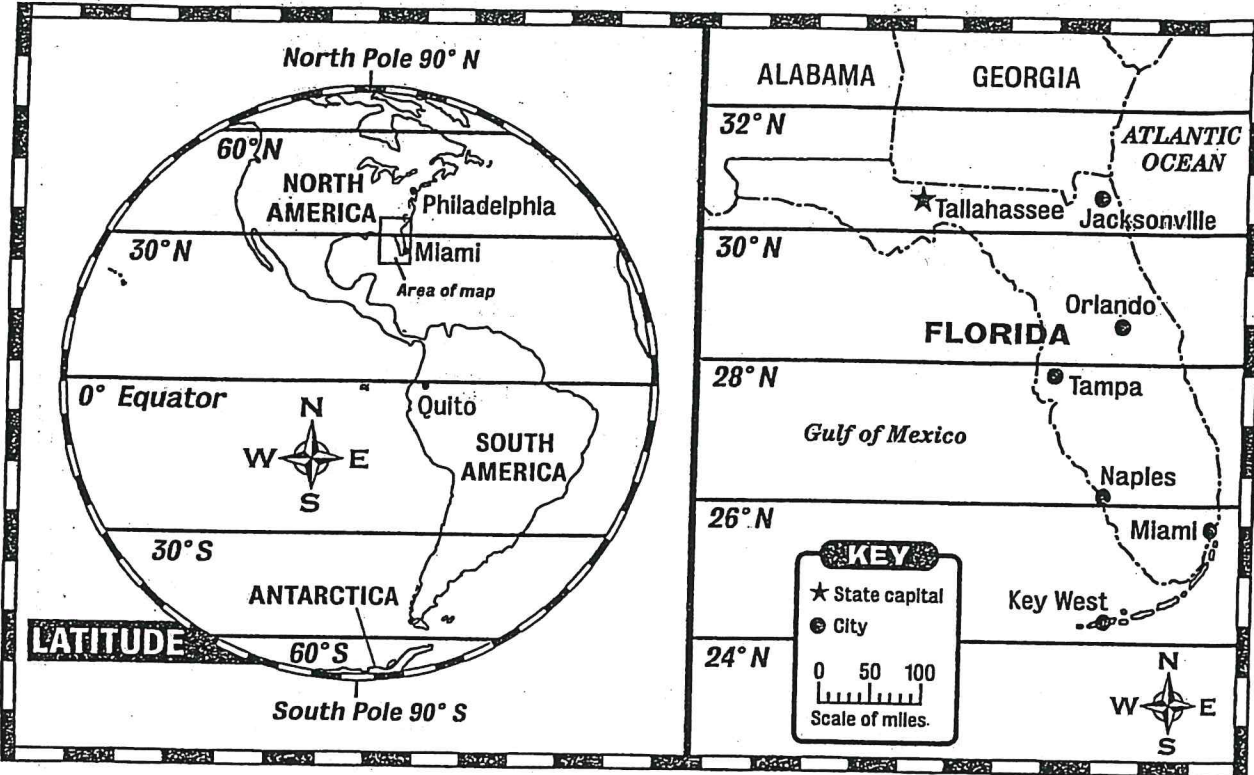 North Pole 90° N
60° N
NORTH
AMERICA
Philadelphia
30° N
Miami
Area of map
0° Equator
Quito
N
W E
S
SOUTH
AMERICA
30° S
ANTARCTICA
LATITUDE
60° S
South Pole 90° S
ALABAMA
GEORGIA
32° N
ATLANTIC
OCEAN
Tallahassee
Jacksonville
30° N
Orlando
FLORIDA
28° N
Tampa
Gulf of Mexico
Naples
26° N
Miami
KEY
State capital
City
0 50 100
Scale of miles.
Key West
24° N
N
W E
S